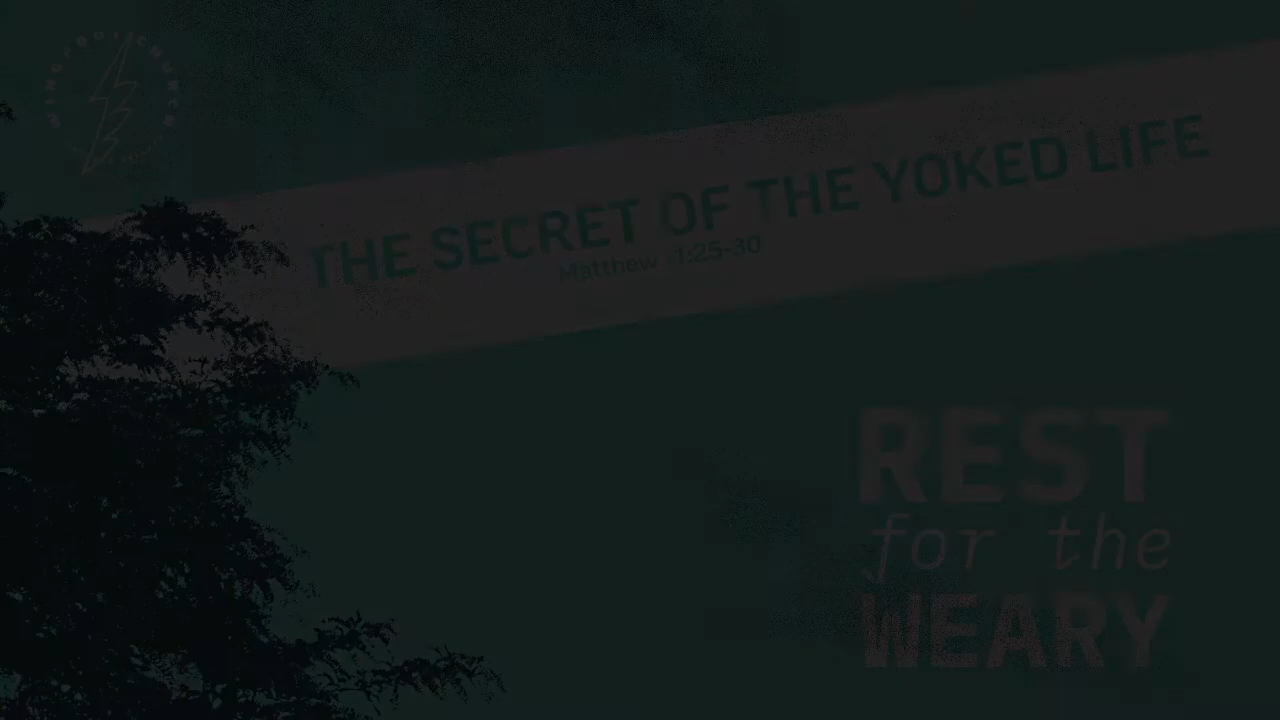 THE SECRET OF THE YOKED LIFE
Matthew 11:25-30
REST
for the
WEARY